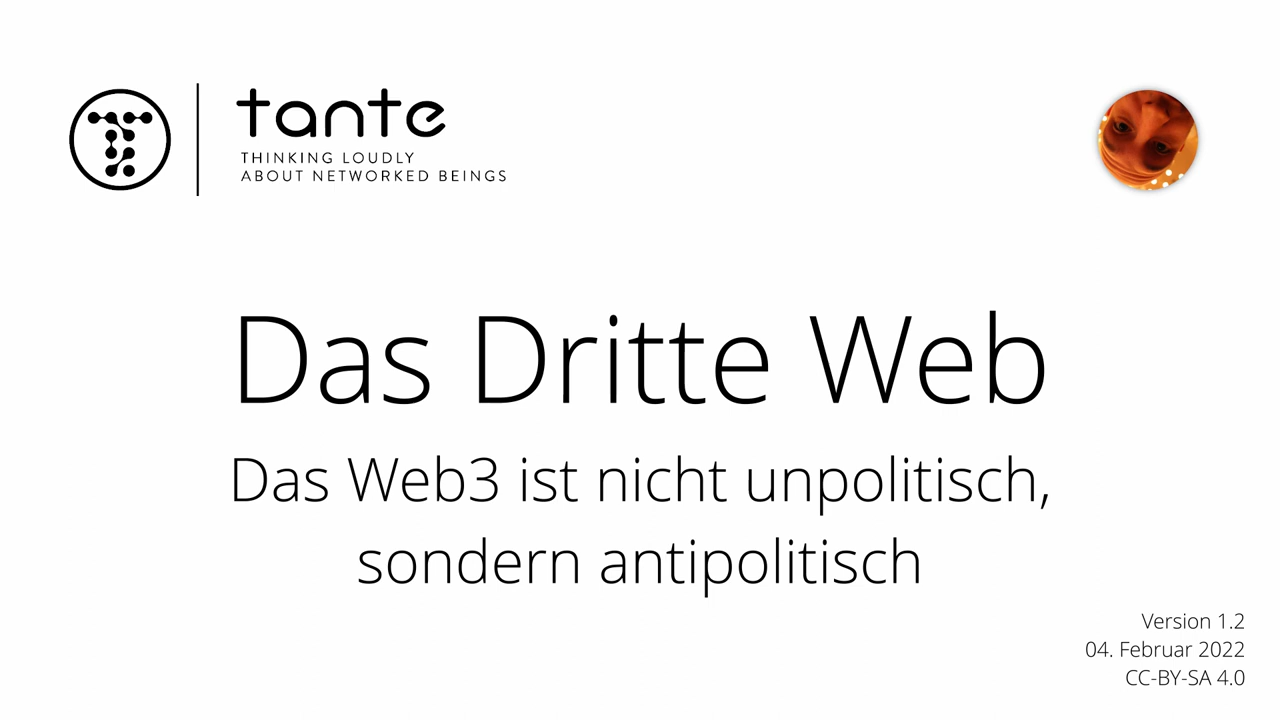 tante
THINKING LOUDLY
ABOUT NETWORKED BEINGS
Das Dritte Web
Das Web3 ist nicht unpolitisch,
sondern antipolitisch
Version 1.2
04. Februar 2022
CC-BY-SA 4.0